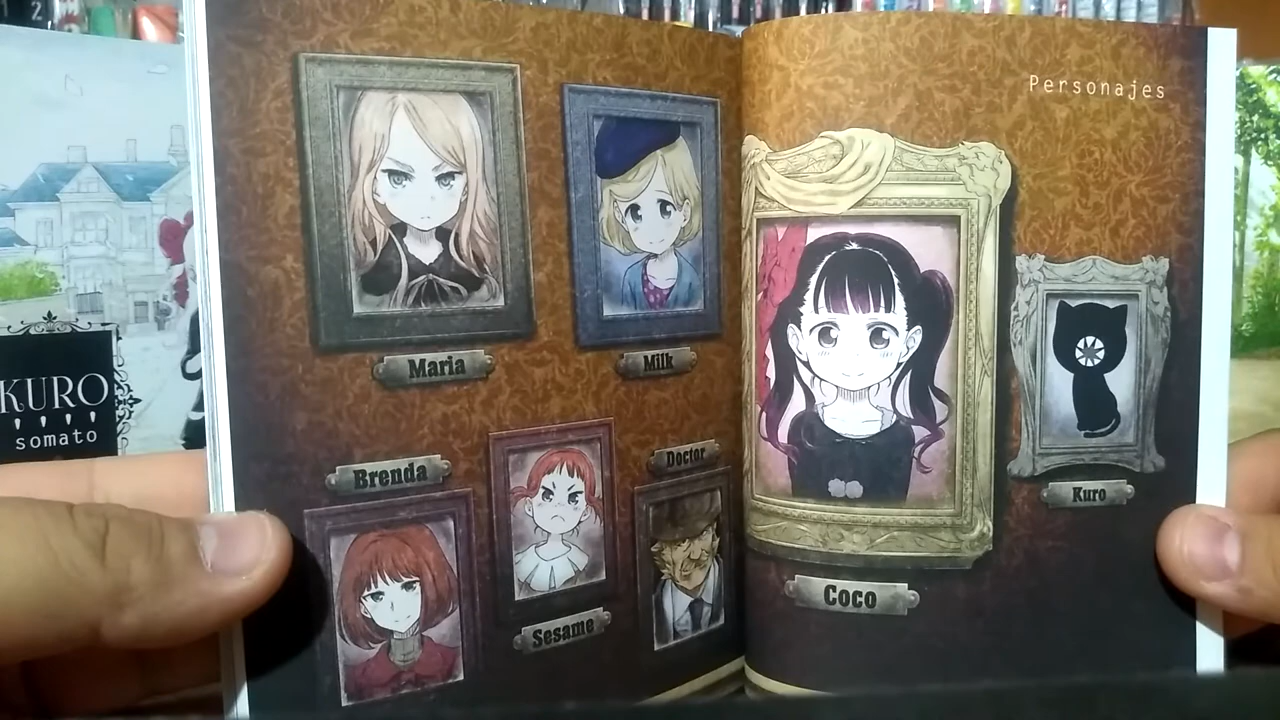 Personajes
Maria
Milk
Brenda
Sesame
Doctor
Coco
Kuro
KURO
somato